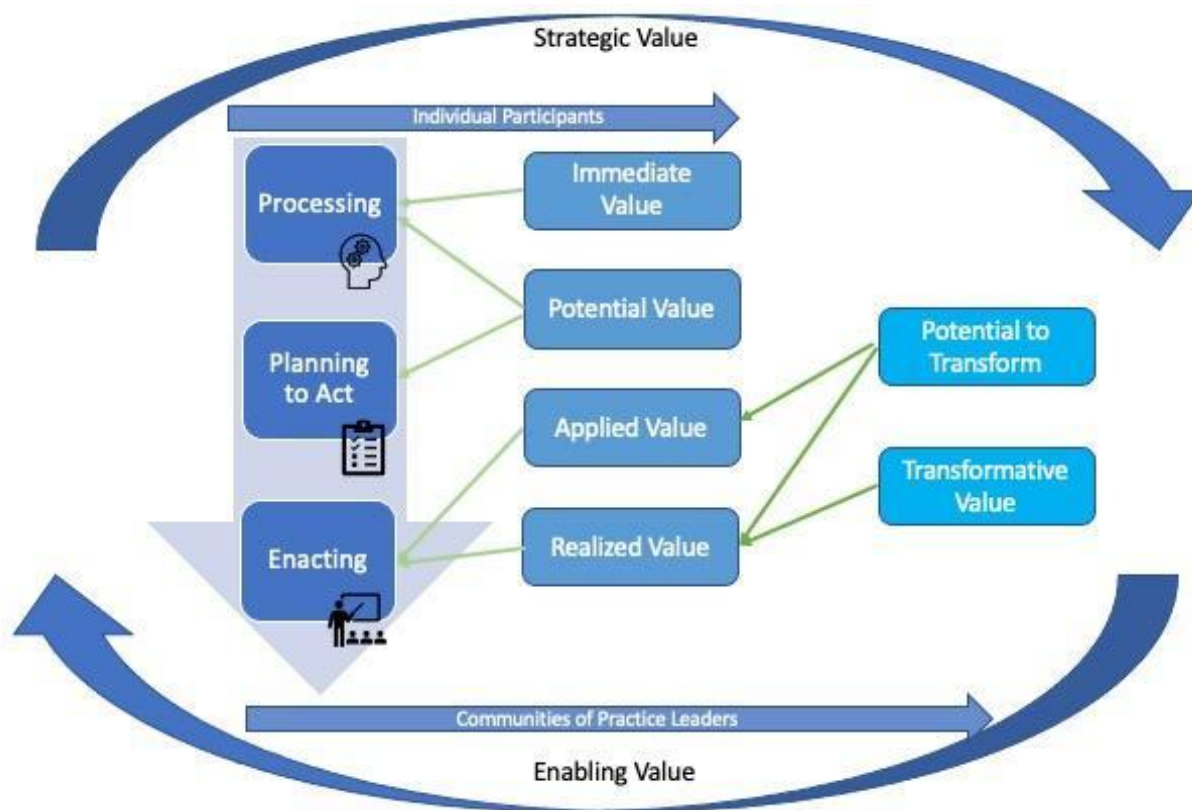 Strategic Value
Individual Participants
Processing
Immediate
Value
Potential Value
Planning
to Act
Potential to
Transform
Applied Value
Transformative
Value
Enacting
Realized Value
Communities of Practice Leaders
Enabling Value